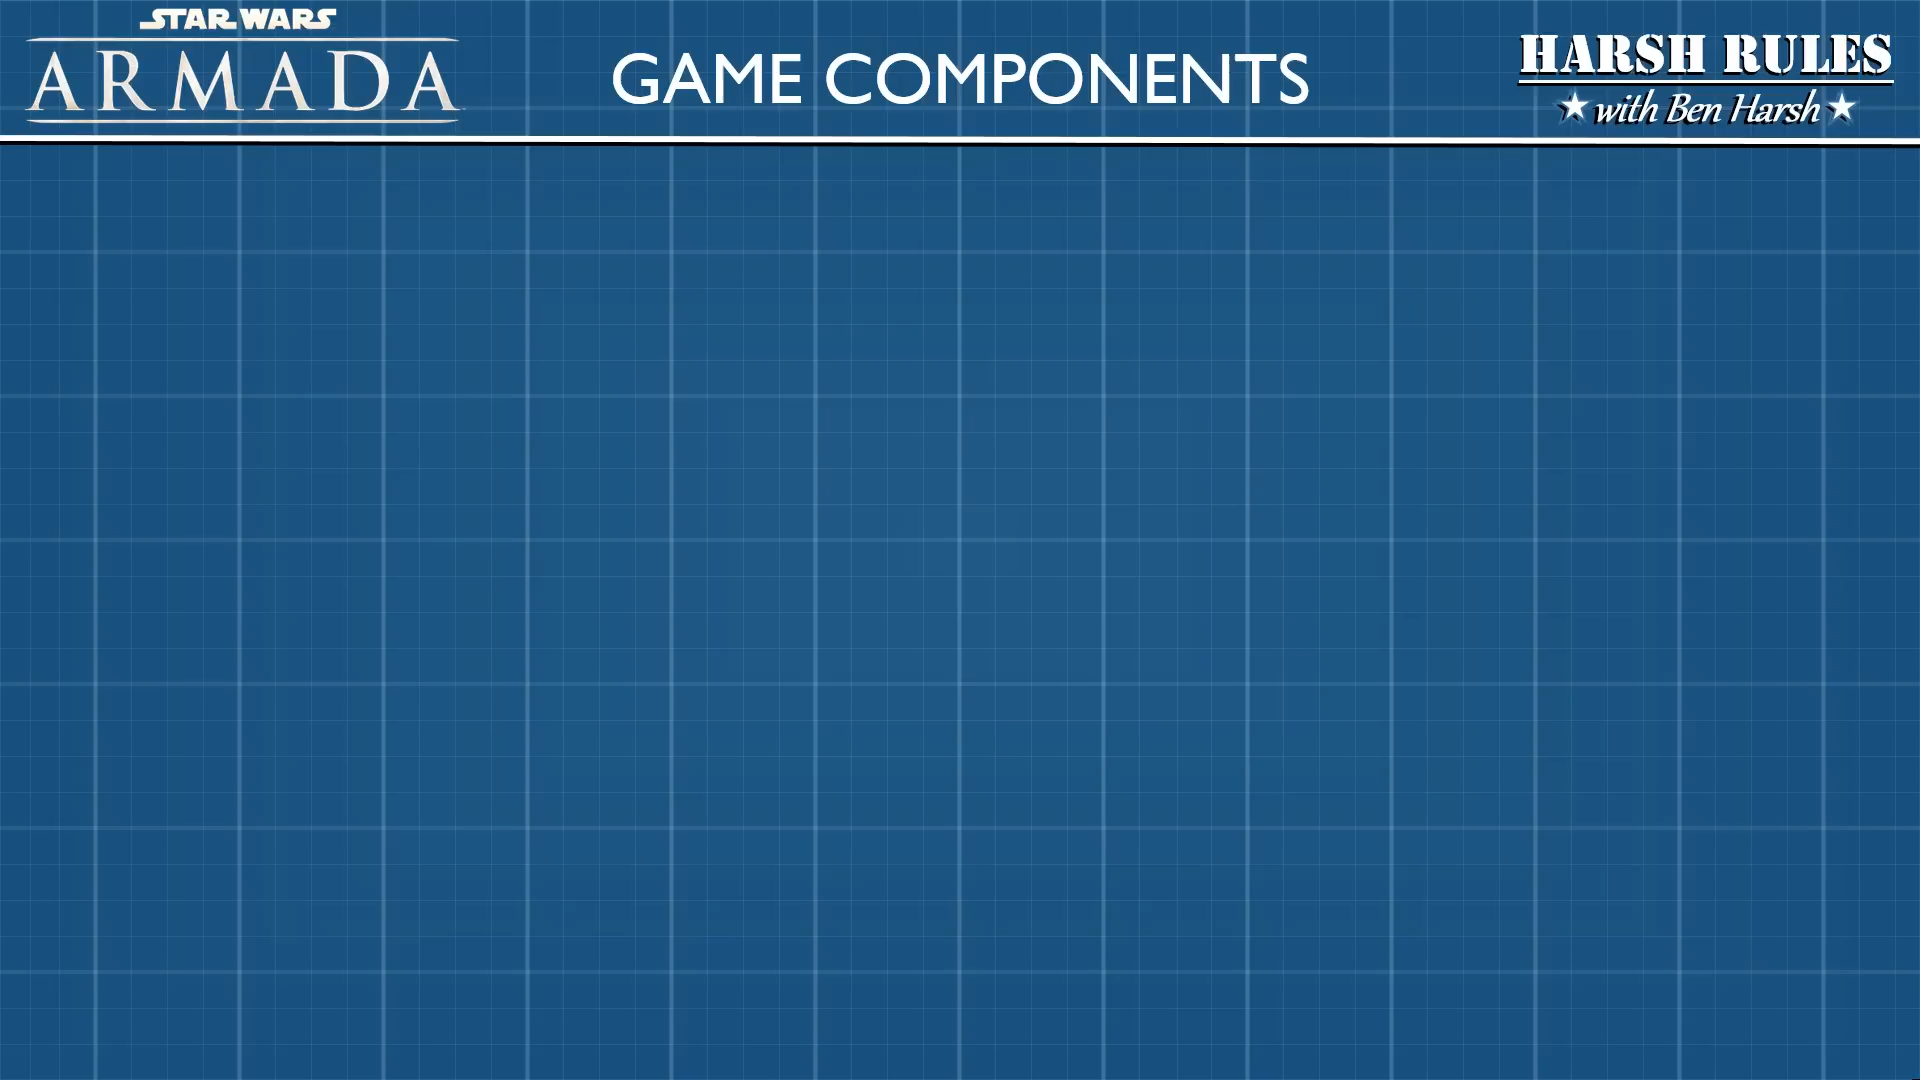 STAR WARS
ARMADA
GAME COMPONENTS
HARSH RULES
with Ben Harsh